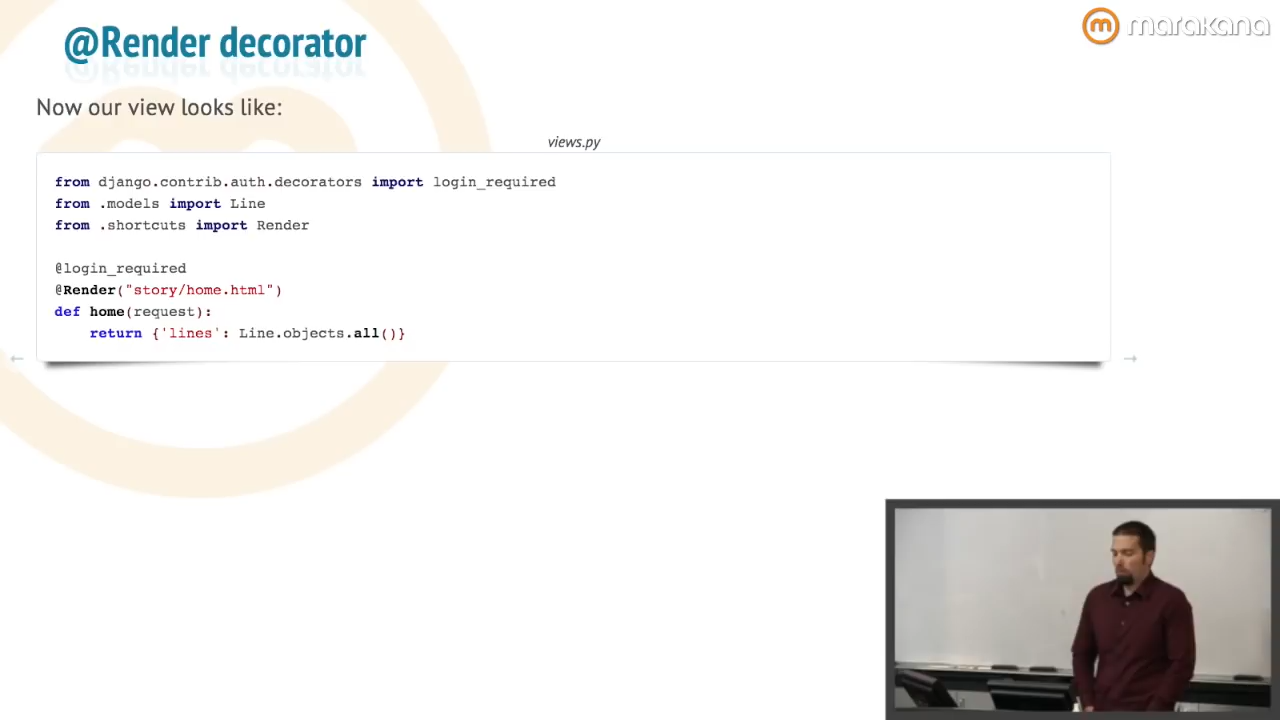 @Render decorator
marakana
Now our view looks like:
views.py
from django.contrib.auth.decorators import login_required
from .models import Line
from .shortcuts import Render
@login_required
@Render("story/home.html")
def home(request):
    return {'lines': Line.objects.all()}